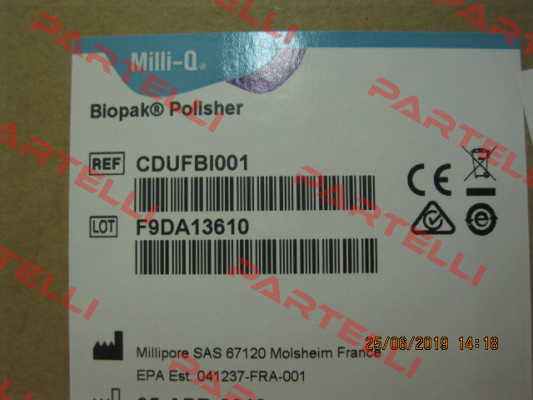 Milli-Q®
Biopak® Polisher
REF CDUFBI001
LOT F9DA13610
CE
Millipore SAS 67120 Molsheim France
EPA Est. 041237-FRA-001
25/06/2019 14:18
PARTELLI
PARTELLI
PARTELLI
PARTELLI